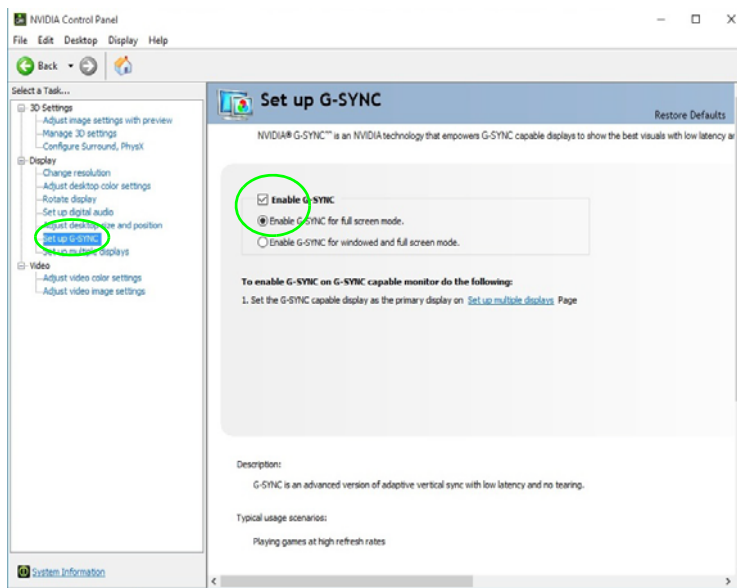 NVIDIA Control Panel
File Edit Desktop Display Help
Back
Select a Task...
3D Settings
Adjust image settings with preview
Manage 3D settings
Configure Surround, PhysX
Display
Change resolution
Adjust desktop color settings
Rotate display
Set up digital audio
Adjust desktop size and position
Set up G-SYNC
Set up multiple displays
Video
Adjust video color settings
Adjust video image settings
System Information
Set up G-SYNC
Restore Defaults
NVIDIA® G-SYNC™ is an NVIDIA technology that empowers G-SYNC capable displays to show the best visuals with low latency
Enable G-SYNC
Enable G-SYNC for full screen mode.
Enable G-SYNC for windowed and full screen mode.
To enable G-SYNC on G-SYNC capable monitor do the following:
1. Set the G-SYNC capable display as the primary display on Set up multiple displays Page
Description:
G-SYNC is an advanced version of adaptive vertical sync with low latency and no tearing.
Typical usage scenarios:
Playing games at high refresh rates